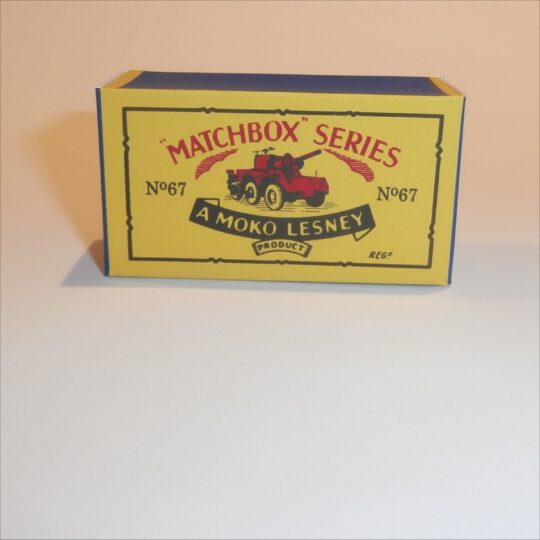 "MATCHBOX" SERIES
Nº67 Nº67
A MOKO LESNEY
PRODUCT
REGᴰ